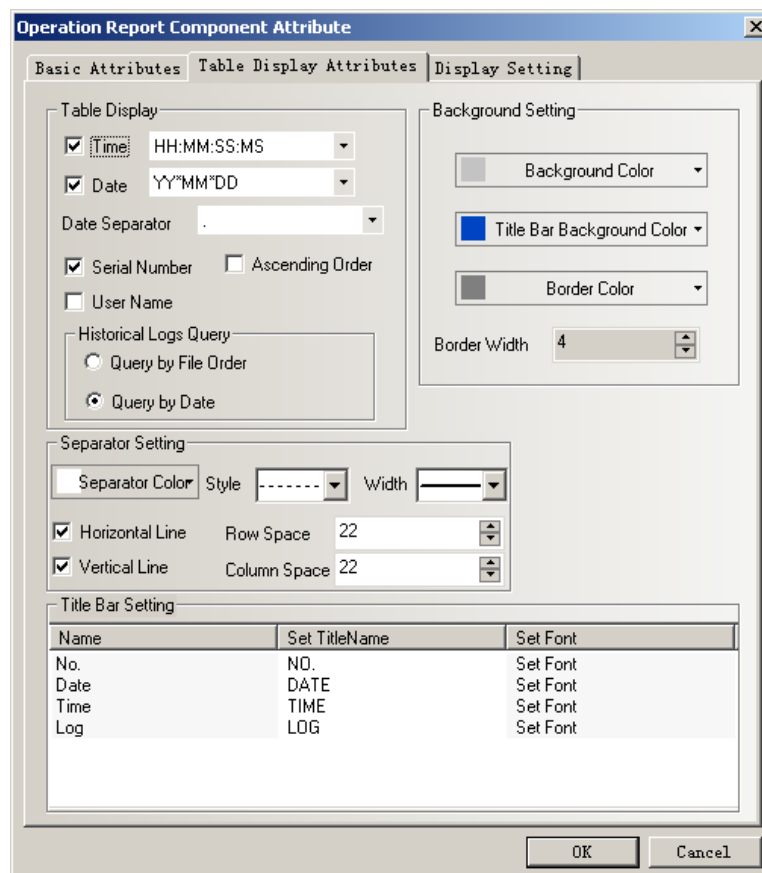 Operation Report Component Attribute
Basic Attributes Table Display Attributes Display Setting
Table Display
Time HH:MM:SS:MS
Date YY*MM*DD
Date Separator .
Serial Number Ascending Order
User Name
Historical Logs Query
Query by File Order
Query by Date
Background Setting
Background Color
Title Bar Background Color
Border Color
Border Width 4
Separator Setting
Separator Color Style Width
Horizontal Line Row Space 22
Vertical Line Column Space 22
Title Bar Setting
Name Set TitleName Set Font
No. NO. Set Font
Date DATE Set Font
Time TIME Set Font
Log LOG Set Font
OK Cancel